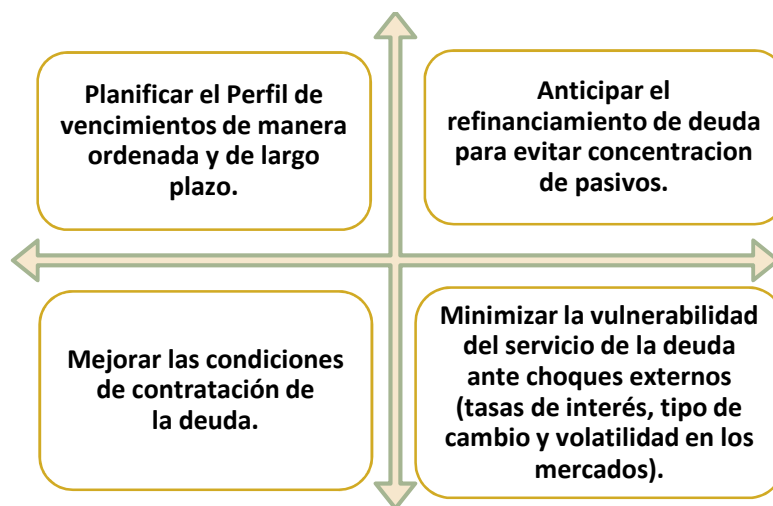 Planificar el Perfil de
vencimientos de manera
ordenada y de largo
plazo.
Anticipar el
refinanciamiento de deuda
para evitar concentracion
de pasivos.
Mejorar las condiciones
de contratación de
la deuda.
Minimizar la vulnerabilidad
del servicio de la deuda
ante choques externos
(tasas de interés, tipo de
cambio y volatilidad en los
mercados).